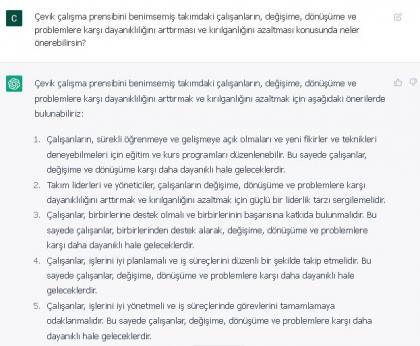 C
Çevik çalışma prensibini benimsemiş takımdaki çalışanların, değişime, dönüşüme ve
problemlere karşı dayanıklılığını arttırması ve kırılganlığını azaltması konusunda neler
önerebilirsin?
Çevik çalışma prensibini benimsemiş takımdaki çalışanların, değişime, dönüşüme ve
problemlere karşı dayanıklılığını arttırmak ve kırılganlığını azaltmak için aşağıdaki önerilerde
bulunabiliriz:
1. Çalışanların, sürekli öğrenmeye ve gelişmeye açık olmaları ve yeni fikirler ve teknikleri
deneyebilmeleri için eğitim ve kurs programları düzenlenebilir. Bu sayede çalışanlar,
değişime ve dönüşüme karşı daha dayanıklı hale geleceklerdir.
2. Takım liderleri ve yöneticiler, çalışanların değişime, dönüşüme ve problemlere karşı
dayanıklılığını arttırmak ve kırılganlığını azaltmak için güçlü bir liderlik tarzı sergilemelidir.
3. Çalışanlar, birbirlerine destek olmalı ve birbirlerinin başarısına katkıda bulunmalıdır. Bu
sayede çalışanlar, birbirlerinden destek alarak, değişime, dönüşüme ve problemlere
karşı daha dayanıklı hale geleceklerdir.
4. Çalışanlar, işlerini iyi planlamalı ve iş süreçlerini düzenli bir şekilde takip etmelidir. Bu
sayede çalışanlar, değişime, dönüşüme ve problemlere karşı daha dayanıklı hale
geleceklerdir.
5. Çalışanlar, işlerini iyi yönetmeli ve iş süreçlerinde görevlerini tamamlamaya
odaklanmalıdır. Bu sayede çalışanlar, değişime, dönüşüme ve problemlere karşı daha
dayanıklı hale geleceklerdir.